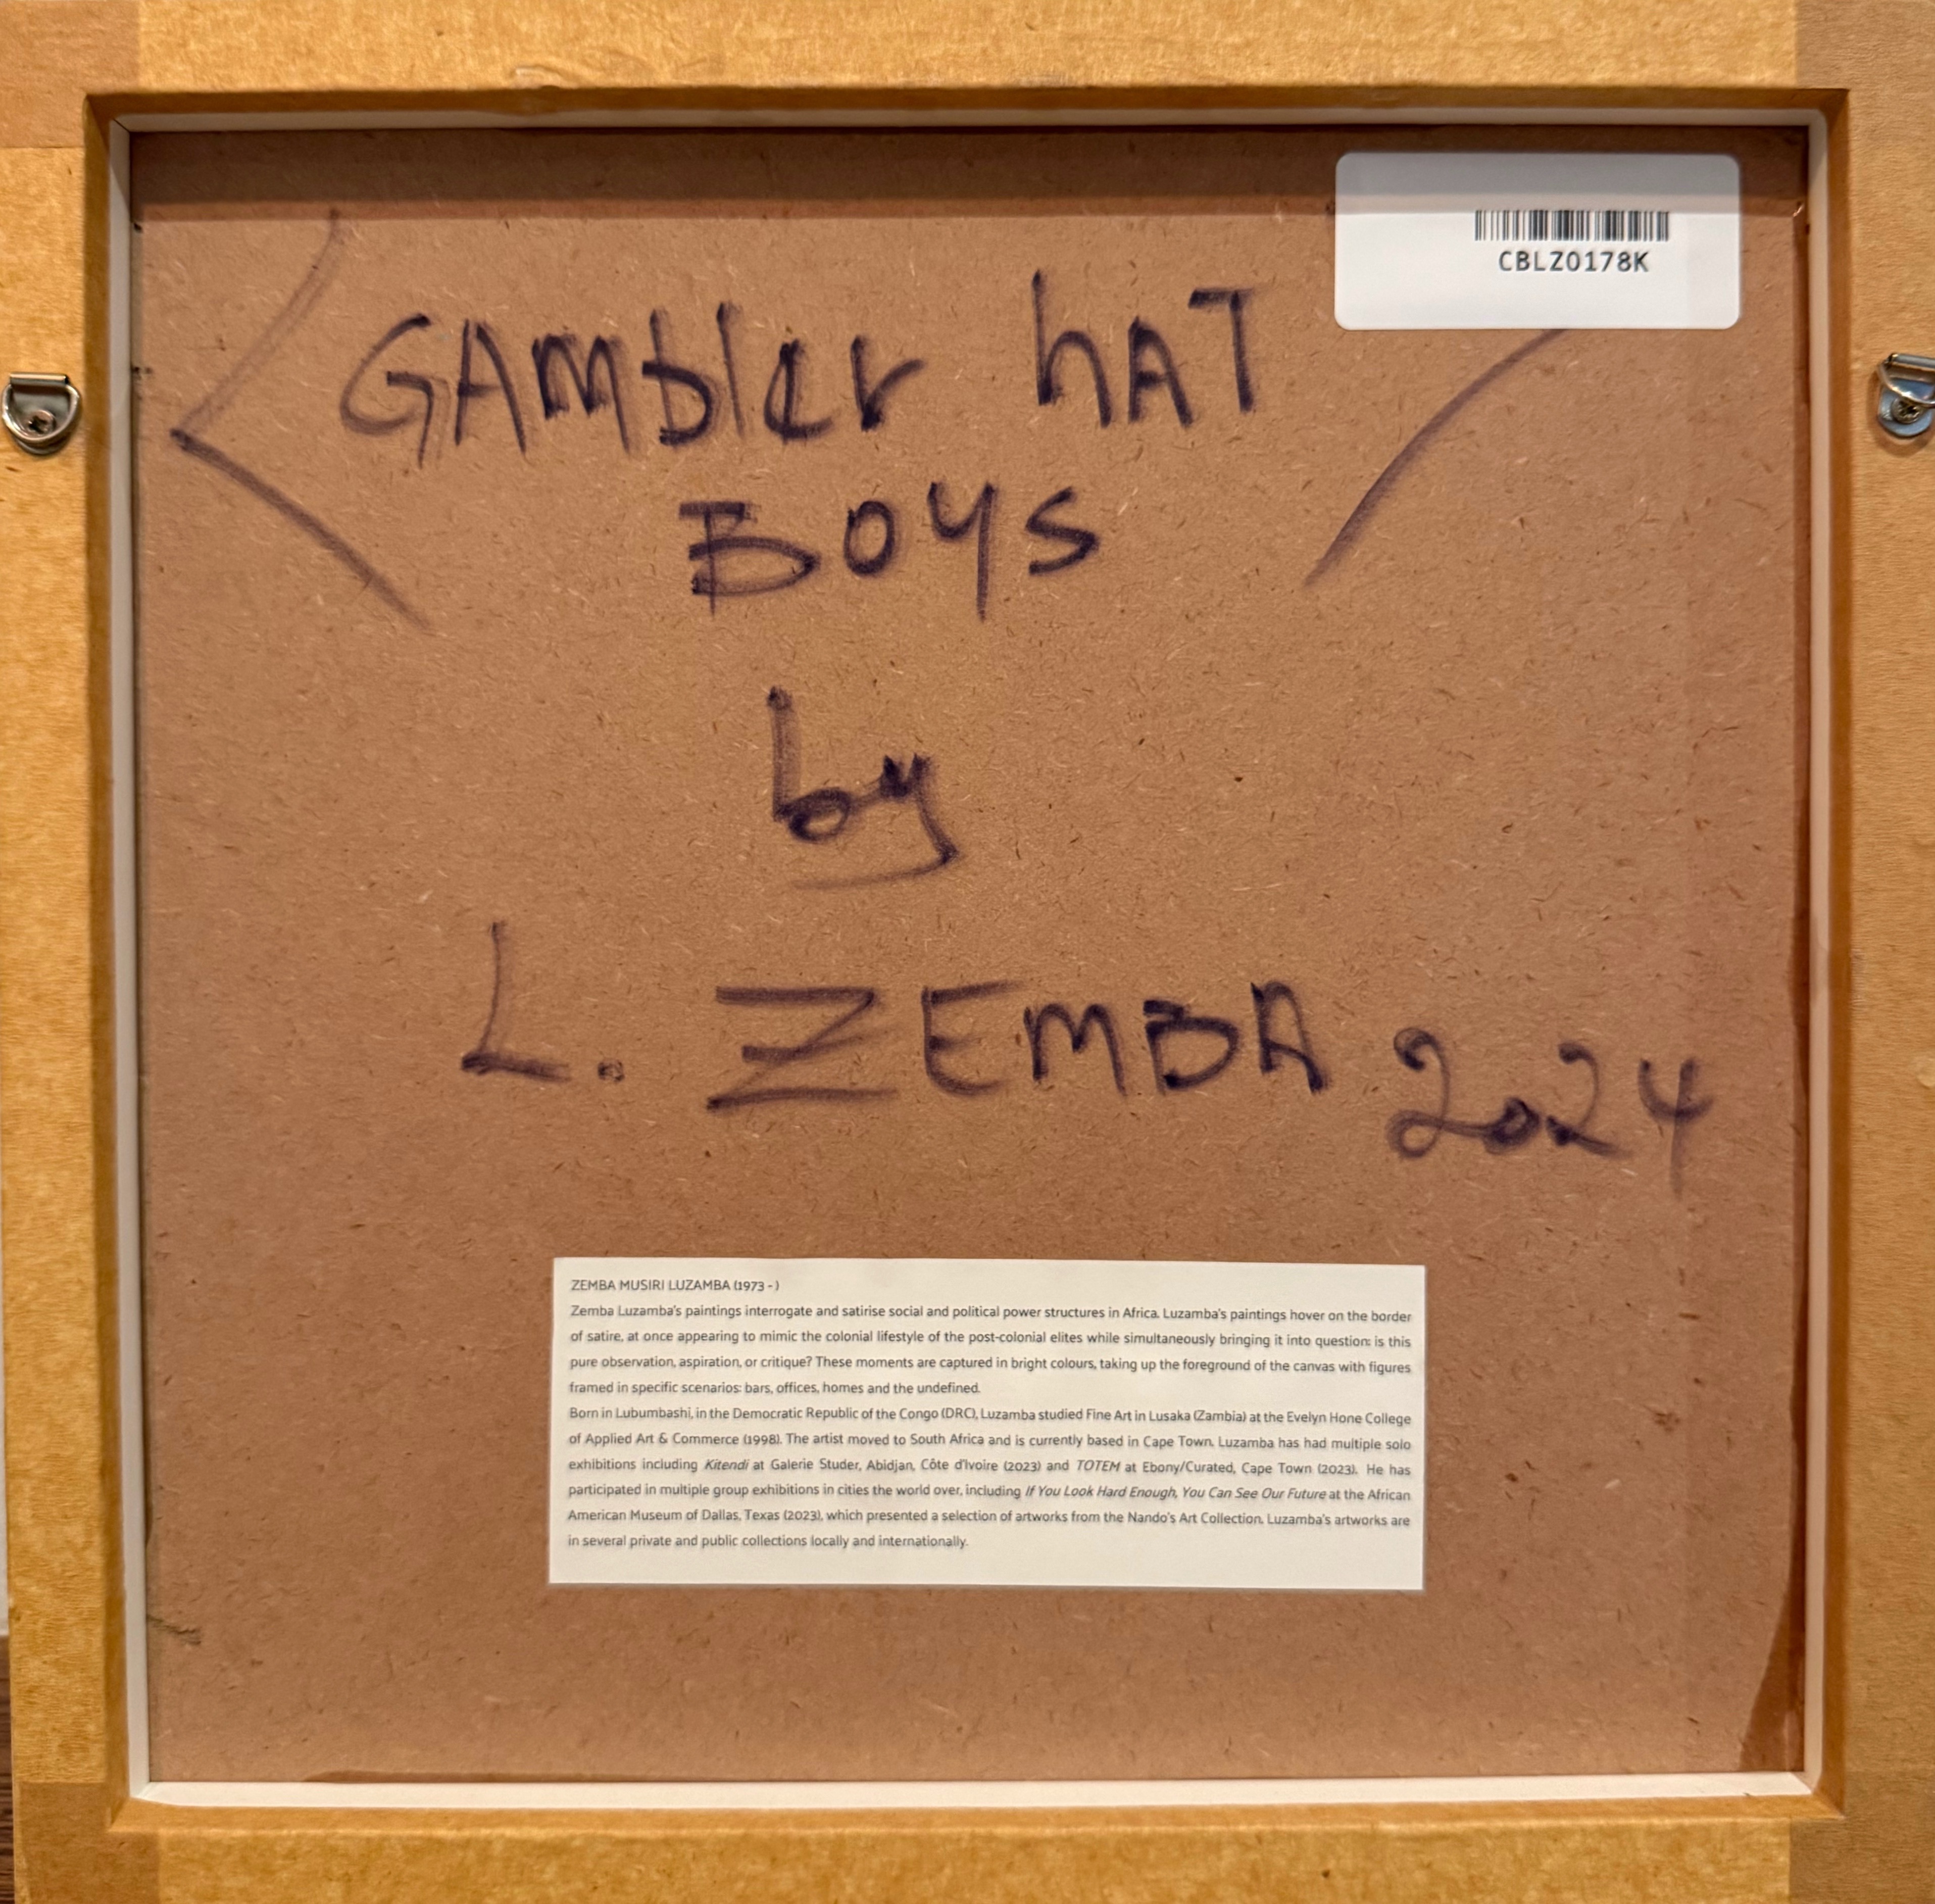 CBLZ0178K
GAmbler hAT
BOYS
by
L. ZEMBA 2024
ZEMBA MUSIRI LUZAMBA (1973 - )
Zemba Luzamba's paintings interrogate and satirise social and political power structures in Africa. Luzamba's paintings hover on the border
of satire, at once appearing to mimic the colonial lifestyle of the post-colonial elites while simultaneously bringing it into question: is this
pure observation, aspiration, or critique? These moments are captured in bright colours, taking up the foreground of the canvas with figures
framed in specific scenarios: bars, offices, homes and the undefined.
Born in Lubumbashi, in the Democratic Republic of the Congo (DRC), Luzamba studied Fine Art in Lusaka (Zambia) at the Evelyn Hone College
of Applied Art & Commerce (1998). The artist moved to South Africa and is currently based in Cape Town. Luzamba has had multiple solo
exhibitions including Kitendi at Galerie Studer, Abidjan, Côte d'Ivoire (2023) and TOTEM at Ebony/Curated, Cape Town (2023). He has
participated in multiple group exhibitions in cities the world over, including If You Look Hard Enough, You Can See Our Future at the African
American Museum of Dallas, Texas (2023), which presented a selection of artworks from the Nando's Art Collection. Luzamba's artworks are
in several private and public collections locally and internationally.